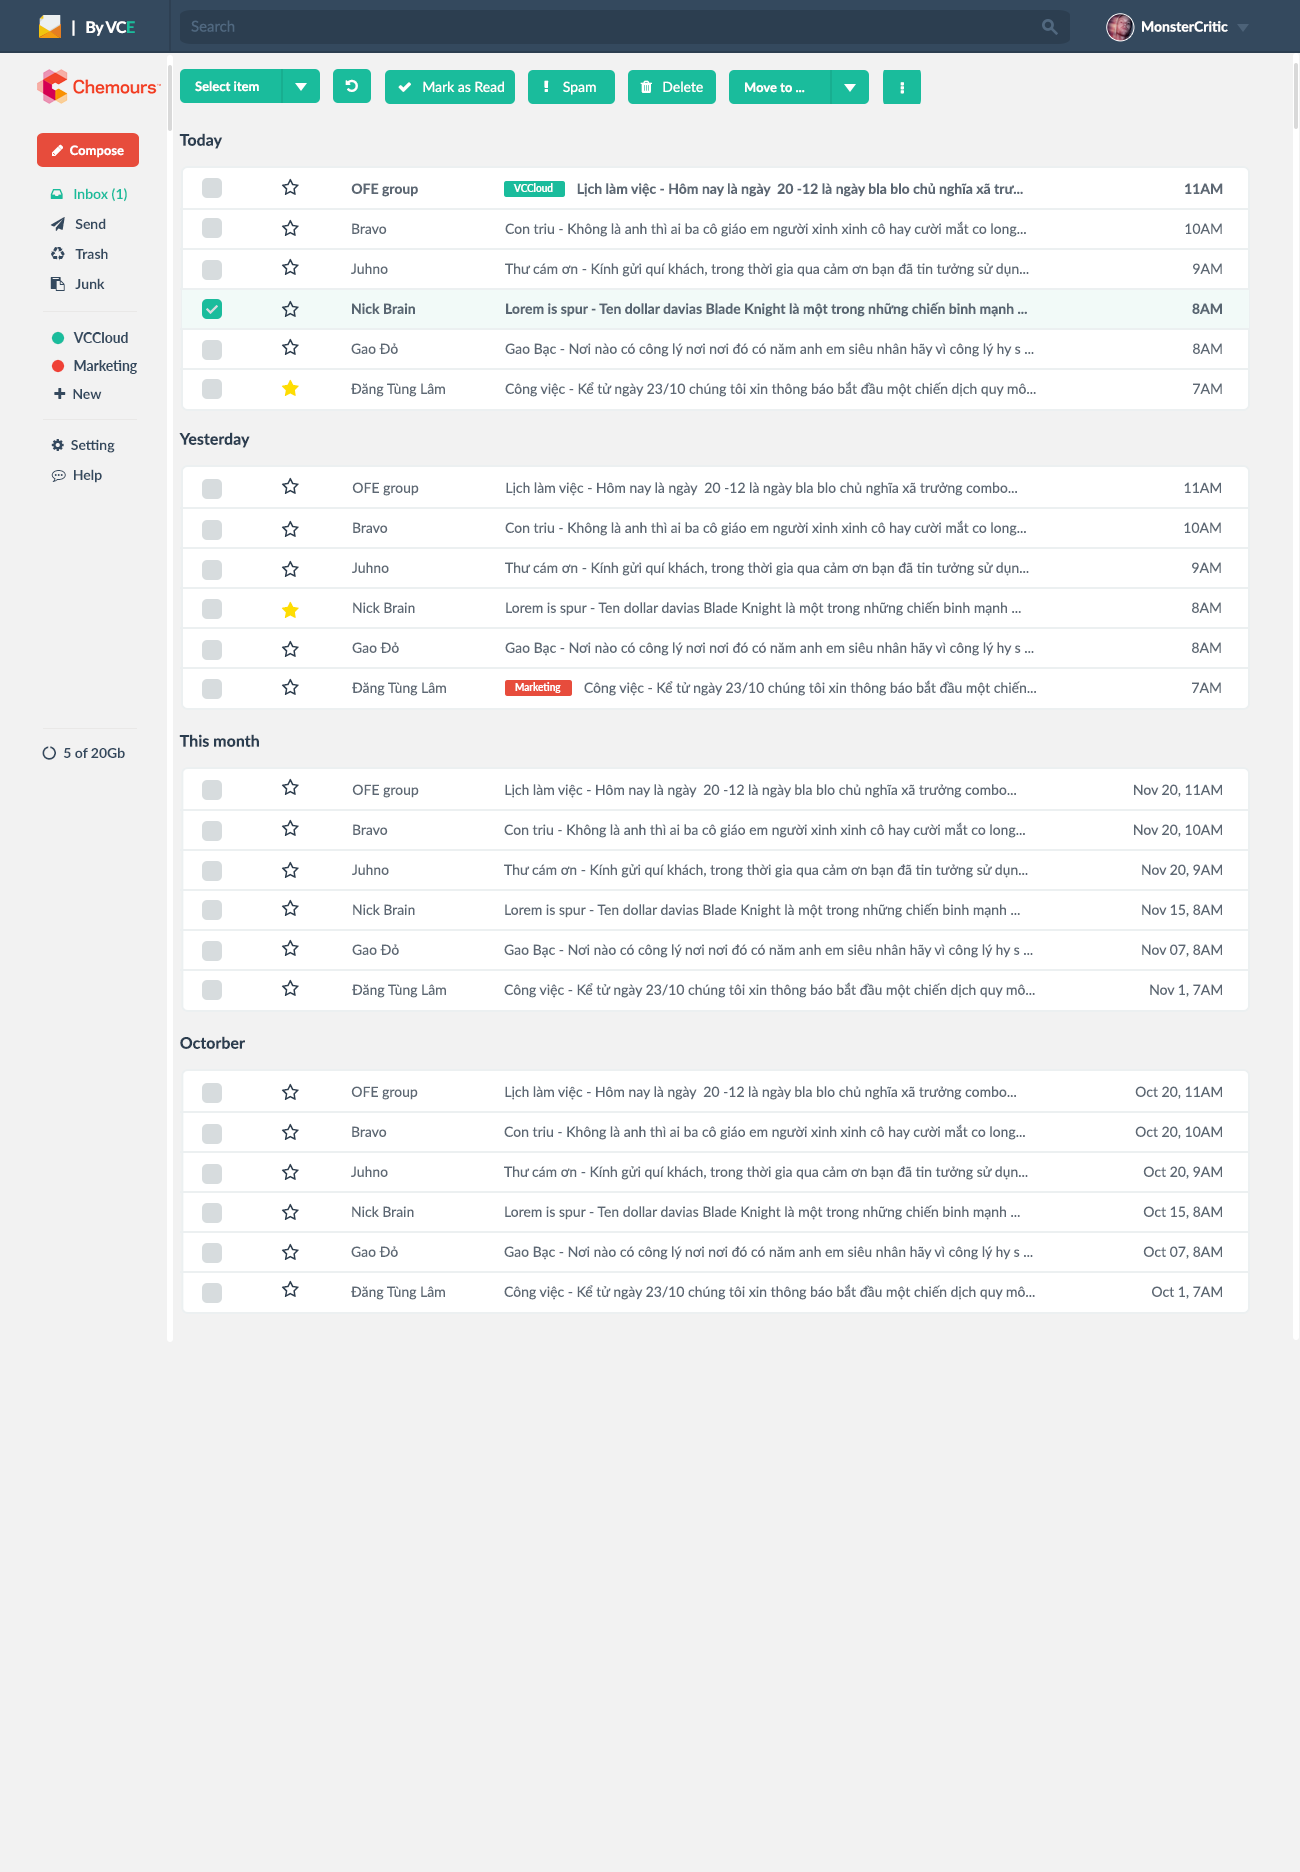 | By VCE
Search
MonsterCritic
Chemours™
Select item
Mark as Read
Spam
Delete
Move to ...
Compose
Inbox (1)
Send
Trash
Junk
VCCloud
Marketing
New
Setting
Help
5 of 20Gb
Today
OFE group VCCloud Lịch làm việc - Hôm nay là ngày 20 -12 là ngày bla blo chủ nghĩa xã trư... 11AM
Bravo Con triu - Không là anh thì ai ba cô giáo em người xinh xinh cô hay cười mắt co long... 10AM
Juhno Thư cám ơn - Kính gửi quí khách, trong thời gia qua cảm ơn bạn đã tin tưởng sử dụn... 9AM
Nick Brain Lorem is spur - Ten dollar davias Blade Knight là một trong những chiến binh mạnh ... 8AM
Gao Đỏ Gao Bạc - Nơi nào có công lý nơi nơi đó có năm anh em siêu nhân hãy vì công lý hy s ... 8AM
Đăng Tùng Lâm Công việc - Kể từ ngày 23/10 chúng tôi xin thông báo bắt đầu một chiến dịch quy mô... 7AM
Yesterday
OFE group Lịch làm việc - Hôm nay là ngày 20 -12 là ngày bla blo chủ nghĩa xã trưởng combo... 11AM
Bravo Con triu - Không là anh thì ai ba cô giáo em người xinh xinh cô hay cười mắt co long... 10AM
Juhno Thư cám ơn - Kính gửi quí khách, trong thời gia qua cảm ơn bạn đã tin tưởng sử dụn... 9AM
Nick Brain Lorem is spur - Ten dollar davias Blade Knight là một trong những chiến binh mạnh ... 8AM
Gao Đỏ Gao Bạc - Nơi nào có công lý nơi nơi đó có năm anh em siêu nhân hãy vì công lý hy s ... 8AM
Đăng Tùng Lâm Marketing Công việc - Kể từ ngày 23/10 chúng tôi xin thông báo bắt đầu một chiến... 7AM
This month
OFE group Lịch làm việc - Hôm nay là ngày 20 -12 là ngày bla blo chủ nghĩa xã trưởng combo... Nov 20, 11AM
Bravo Con triu - Không là anh thì ai ba cô giáo em người xinh xinh cô hay cười mắt co long... Nov 20, 10AM
Juhno Thư cám ơn - Kính gửi quí khách, trong thời gia qua cảm ơn bạn đã tin tưởng sử dụn... Nov 20, 9AM
Nick Brain Lorem is spur - Ten dollar davias Blade Knight là một trong những chiến binh mạnh ... Nov 15, 8AM
Gao Đỏ Gao Bạc - Nơi nào có công lý nơi nơi đó có năm anh em siêu nhân hãy vì công lý hy s ... Nov 07, 8AM
Đăng Tùng Lâm Công việc - Kể từ ngày 23/10 chúng tôi xin thông báo bắt đầu một chiến dịch quy mô... Nov 1, 7AM
Octorber
OFE group Lịch làm việc - Hôm nay là ngày 20 -12 là ngày bla blo chủ nghĩa xã trưởng combo... Oct 20, 11AM
Bravo Con triu - Không là anh thì ai ba cô giáo em người xinh xinh cô hay cười mắt co long... Oct 20, 10AM
Juhno Thư cám ơn - Kính gửi quí khách, trong thời gia qua cảm ơn bạn đã tin tưởng sử dụn... Oct 20, 9AM
Nick Brain Lorem is spur - Ten dollar davias Blade Knight là một trong những chiến binh mạnh ... Oct 15, 8AM
Gao Đỏ Gao Bạc - Nơi nào có công lý nơi nơi đó có năm anh em siêu nhân hãy vì công lý hy s ... Oct 07, 8AM
Đăng Tùng Lâm Công việc - Kể từ ngày 23/10 chúng tôi xin thông báo bắt đầu một chiến dịch quy mô... Oct 1, 7AM